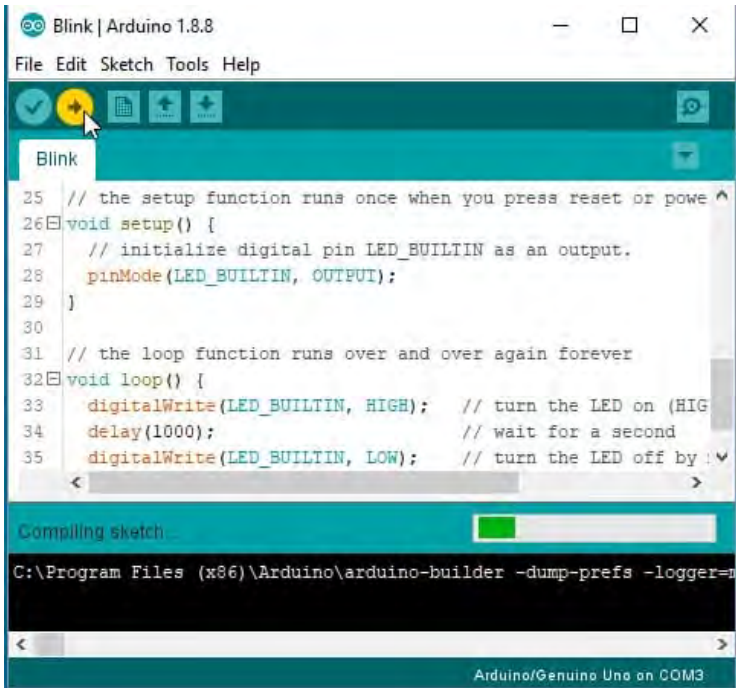 Blink | Arduino 1.8.8
File Edit Sketch Tools Help
Blink
25 // the setup function runs once when you press reset or powe
26 void setup() {
27 // initialize digital pin LED_BUILTIN as an output.
28 pinMode(LED_BUILTIN, OUTPUT);
29 }
30
31 // the loop function runs over and over again forever
32 void loop() {
33 digitalWrite(LED_BUILTIN, HIGH); // turn the LED on (HIG
34 delay(1000); // wait for a second
35 digitalWrite(LED_BUILTIN, LOW); // turn the LED off by
Compiling sketch...
C:\Program Files (x86)\Arduino\arduino-builder -dump-prefs -logger=
Arduino/Genuino Uno on COM3